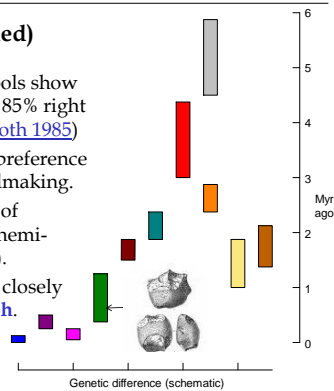 ed)
ols show
85% right
oth 1985)
preference
lmaking.
of
nemi-
).
closely
h.
6
5
4
3
2
1
0
Myr
ago
Genetic difference (schematic)